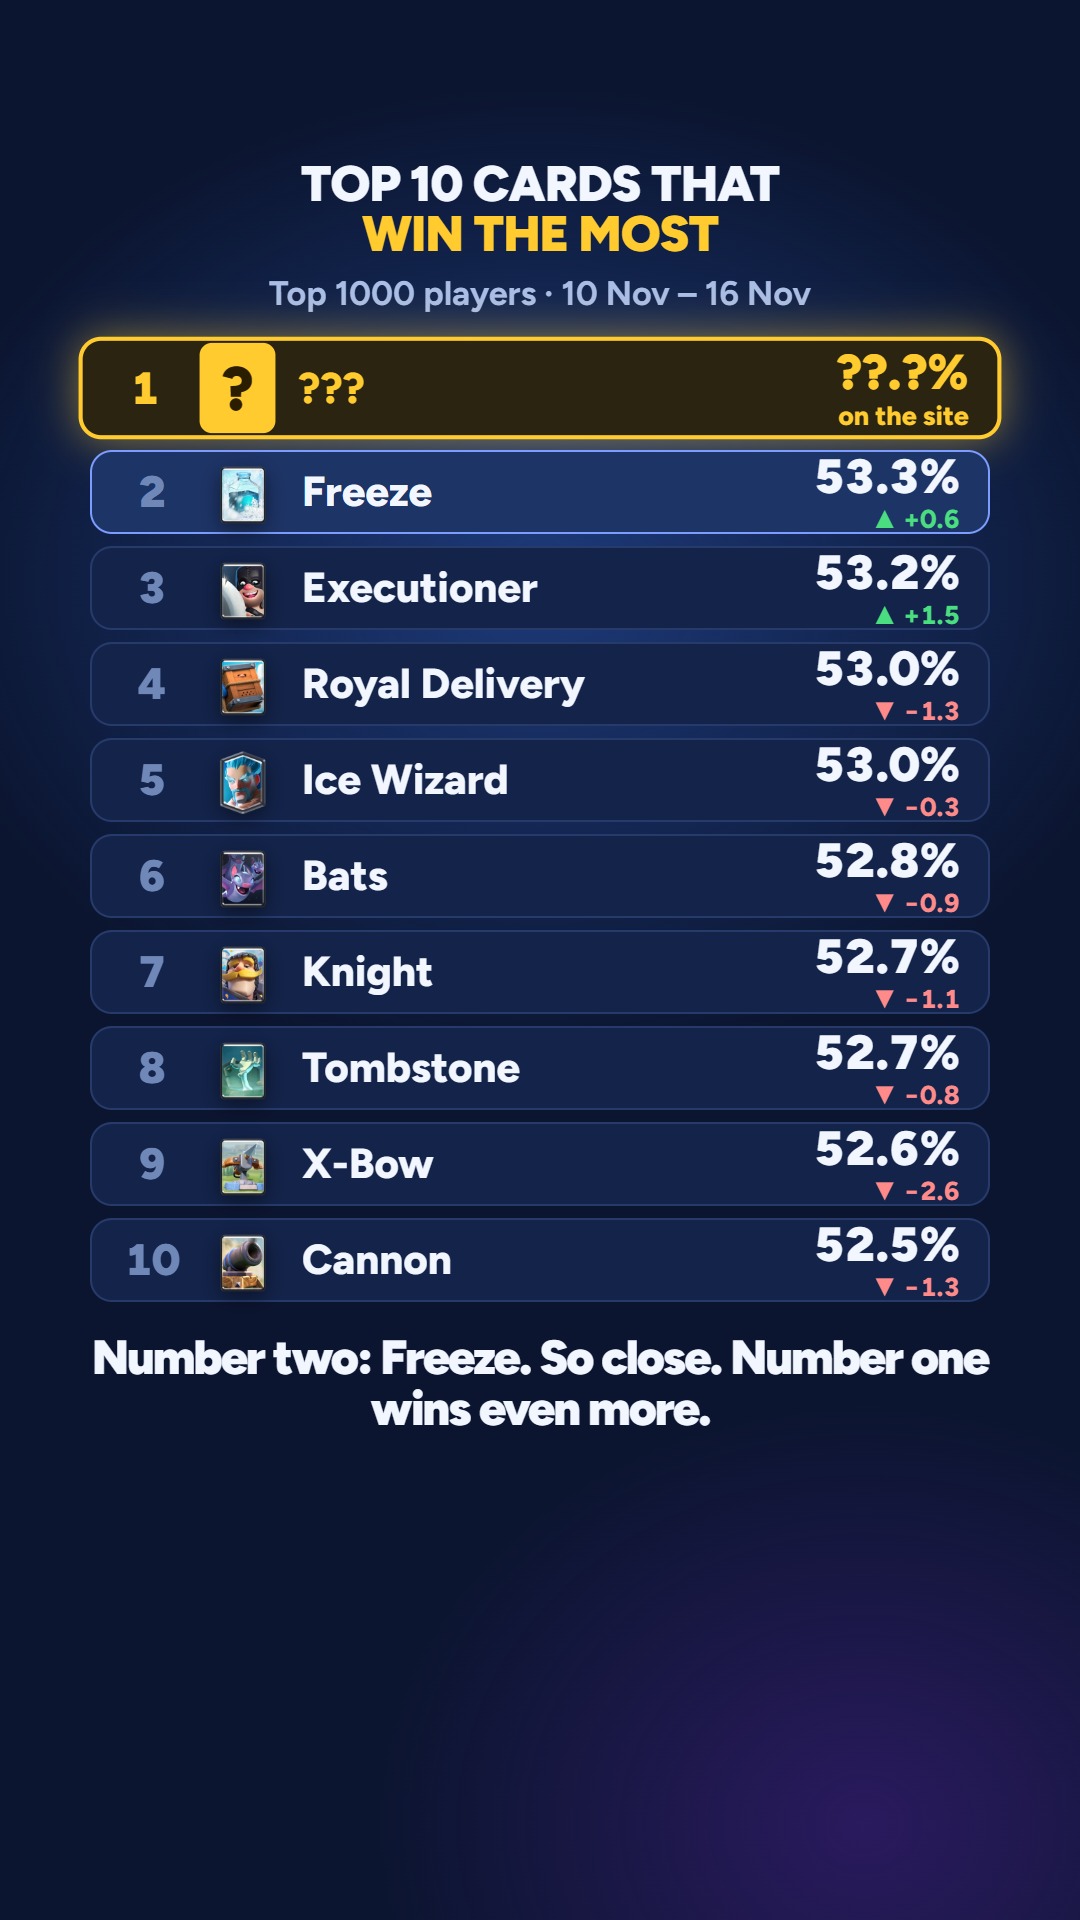 TOP 10 CARDS THAT
WIN THE MOST
Top 1000 players · 10 Nov – 16 Nov
1 ? ??? ??.?%
on the site
2 Freeze 53.3%
▲ +0.6
3 Executioner 53.2%
▲ +1.5
4 Royal Delivery 53.0%
▼ -1.3
5 Ice Wizard 53.0%
▼ -0.3
6 Bats 52.8%
▼ -0.9
7 Knight 52.7%
▼ -1.1
8 Tombstone 52.7%
▼ -0.8
9 X-Bow 52.6%
▼ -2.6
10 Cannon 52.5%
▼ -1.3
Number two: Freeze. So close. Number one
wins even more.